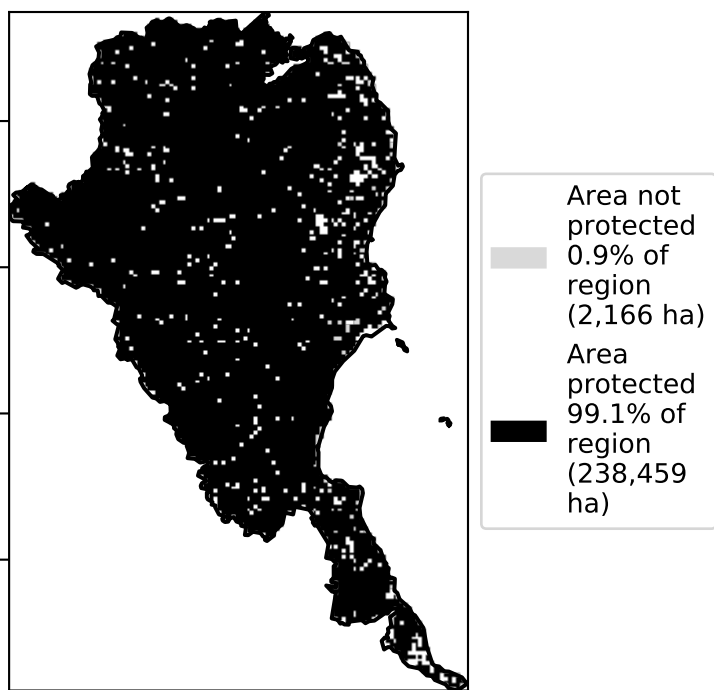 Area not
protected
0.9% of
region
(2,166 ha)
Area
protected
99.1% of
region
(238,459
ha)